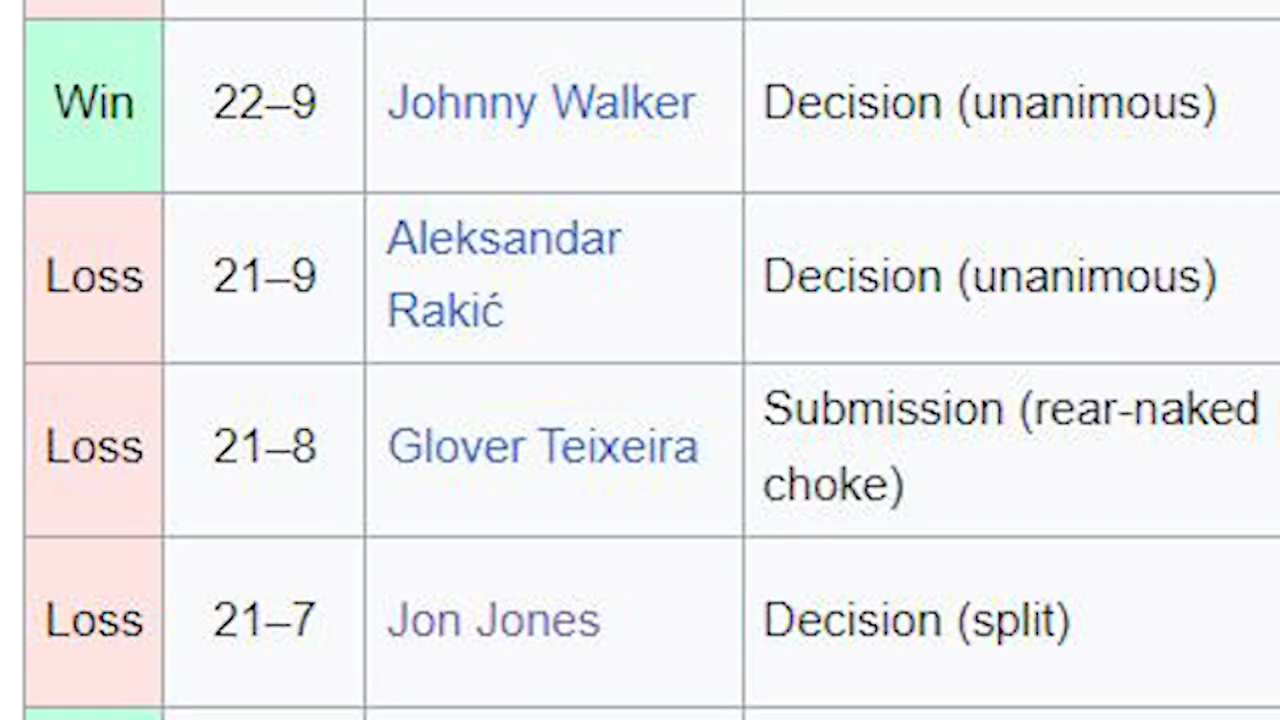 Win 22–9 Johnny Walker Decision (unanimous)
Aleksandar
Loss 21–9 Decision (unanimous)
Rakić
Submission (rear-naked
Loss 21–8 Glover Teixeira
choke)
Loss 21–7 Jon Jones Decision (split)